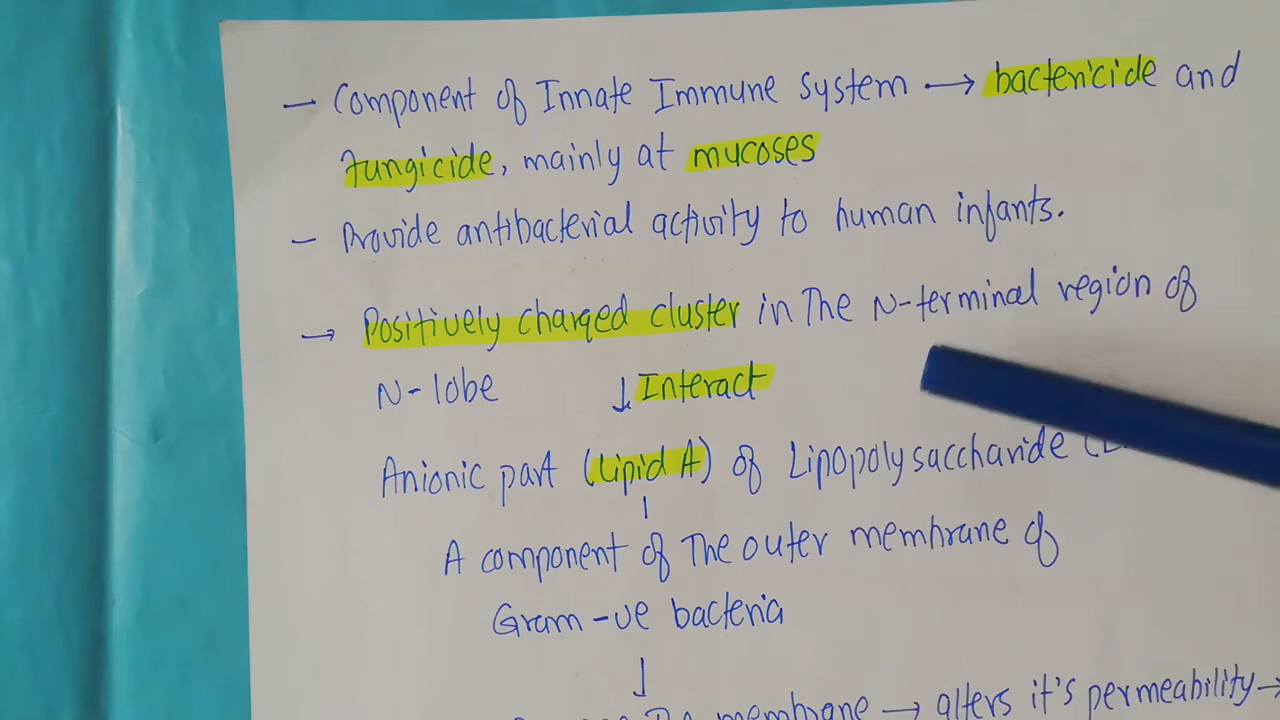 — Component of Innate Immune system → bactericide and
fungicide, mainly at mucoses
— Provide antibacterial activity to human infants.
→ Positively charged cluster in The N-terminal region of
N-lobe ↓ Interact
Anionic part (Lipid A) of Lipopolysaccharide (
A component of The outer membrane of
Gram -ve bacteria
↓
membrane → alters it's permeability →